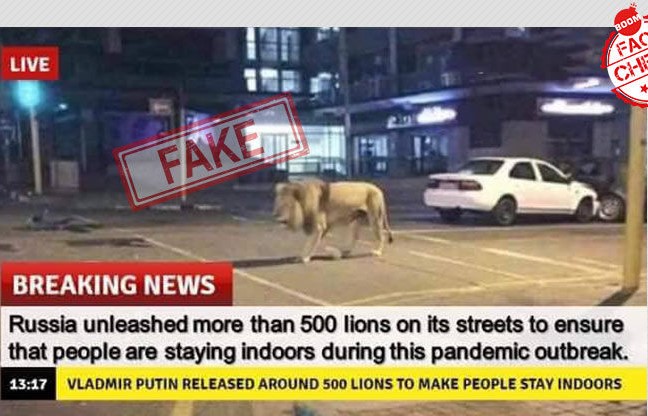 BOOM
FAC
CHE
LIVE
FAKE
BREAKING NEWS
Russia unleashed more than 500 lions on its streets to ensure
that people are staying indoors during this pandemic outbreak.
13:17 VLADMIR PUTIN RELEASED AROUND 500 LIONS TO MAKE PEOPLE STAY INDOORS